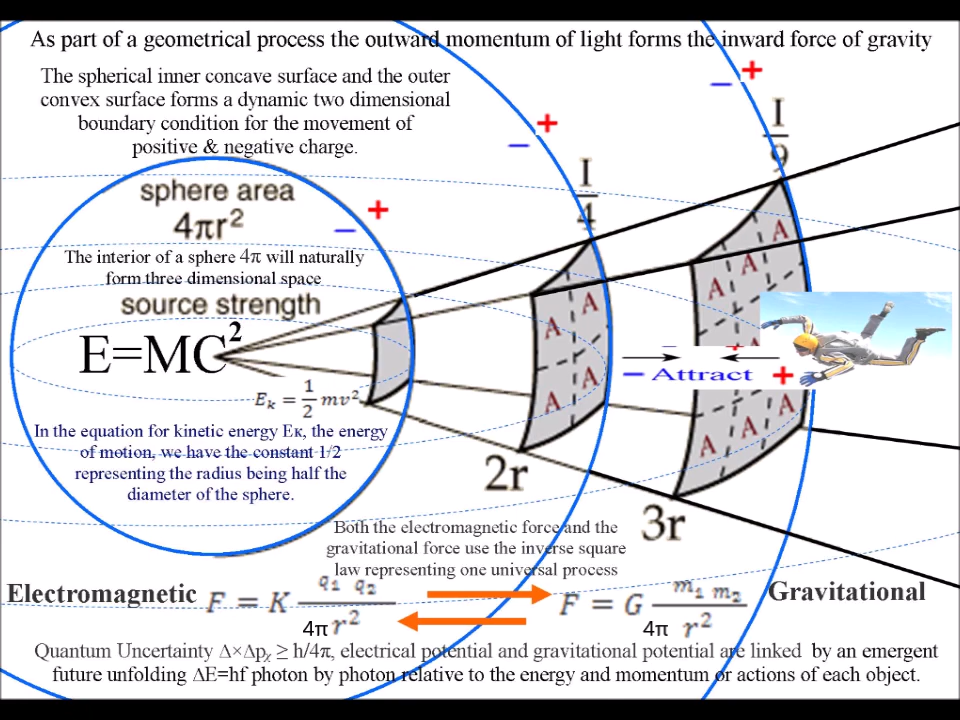 As part of a geometrical process the outward momentum of light forms the inward force of gravity
The spherical inner concave surface and the outer
convex surface forms a dynamic two dimensional
boundary condition for the movement of
positive & negative charge.
− +
− +
− +
I
9
I
4
sphere area
4πr²
The interior of a sphere 4π will naturally
form three dimensional space
source strength
E=MC²
Eₖ = 1/2 mv²
In the equation for kinetic energy Eᴋ, the energy
of motion, we have the constant 1/2
representing the radius being half the
diameter of the sphere.
A A A
A A
A A
A A A
− Attract +
2r
3r
Both the electromagnetic force and the
gravitational force use the inverse square
law representing one universal process
Electromagnetic F = K q₁ q₂ / 4π r²
F = G m₁ m₂ / 4π r² Gravitational
Quantum Uncertainty ∆×∆pᵪ ≥ h/4π, electrical potential and gravitational potential are linked by an emergent
future unfolding ∆E=hf photon by photon relative to the energy and momentum or actions of each object.